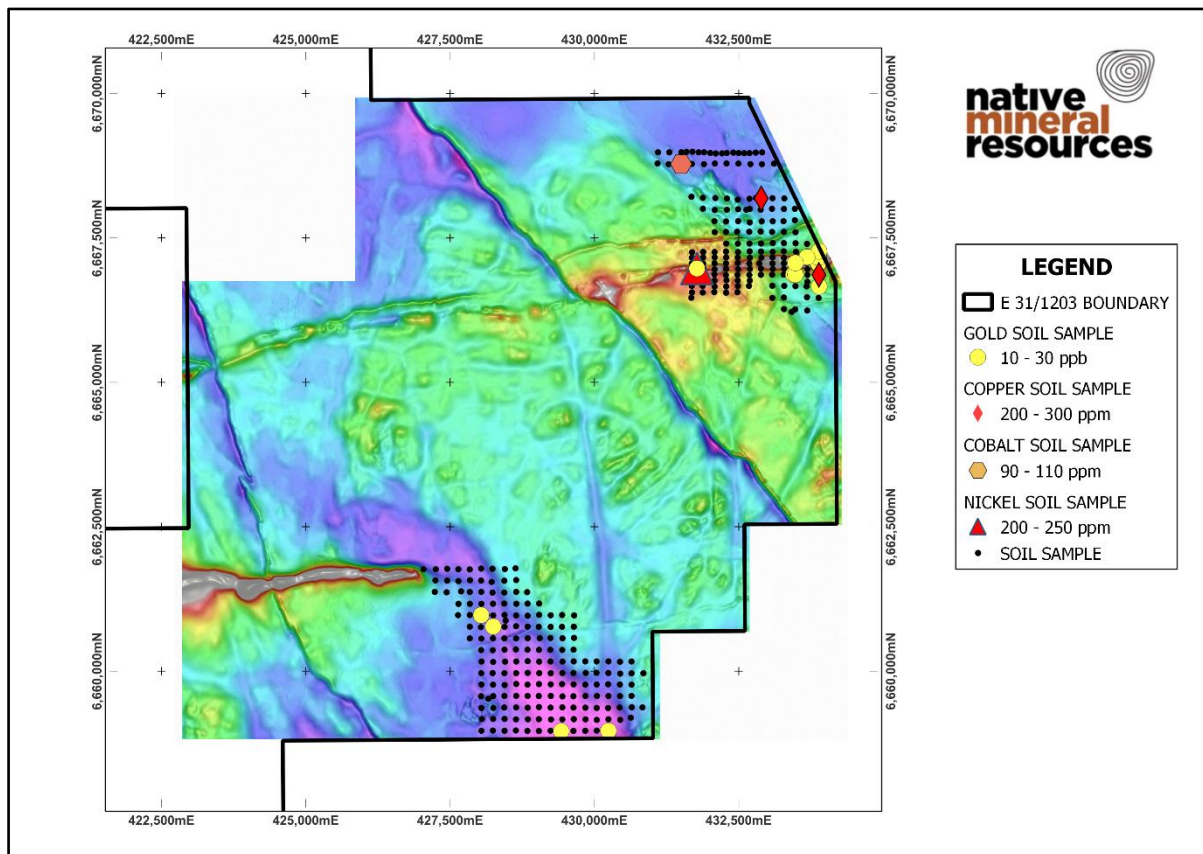 422,500mE 425,000mE 427,500mE 430,000mE 432,500mE
6,670,000mN 6,670,000mN
6,667,500mN 6,667,500mN
6,665,000mN 6,665,000mN
6,662,500mN 6,662,500mN
6,660,000mN 6,660,000mN
422,500mE 425,000mE 427,500mE 430,000mE 432,500mE
native
mineral
resources
LEGEND
E 31/1203 BOUNDARY
GOLD SOIL SAMPLE
10 - 30 ppb
COPPER SOIL SAMPLE
200 - 300 ppm
COBALT SOIL SAMPLE
90 - 110 ppm
NICKEL SOIL SAMPLE
200 - 250 ppm
SOIL SAMPLE